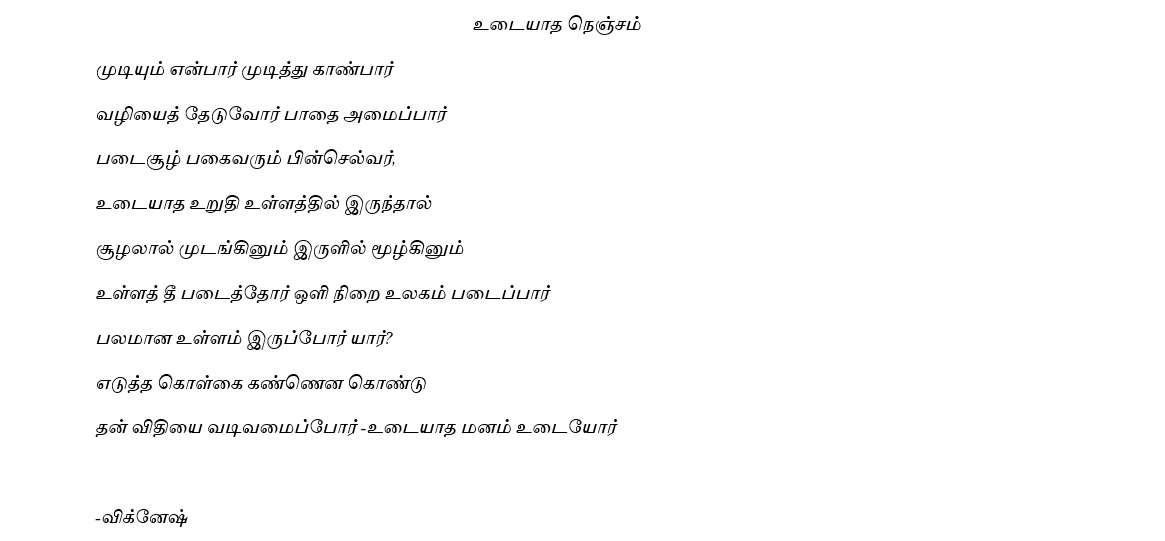 உடையாத நெஞ்சம்
முடியும் என்பார் முடித்து காண்பார்
வழியைத் தேடுவோர் பாதை அமைப்பார்
படைசூழ் பகைவரும் பின்செல்வர்,
உடையாத உறுதி உள்ளத்தில் இருந்தால்
சூழலால் முடங்கினும் இருளில் மூழ்கினும்
உள்ளத் தீ படைத்தோர் ஒளி நிறை உலகம் படைப்பார்
பலமான உள்ளம் இருப்போர் யார்?
எடுத்த கொள்கை கண்ணென கொண்டு
தன் விதியை வடிவமைப்போர் -உடையாத மனம் உடையோர்
-விக்னேஷ்